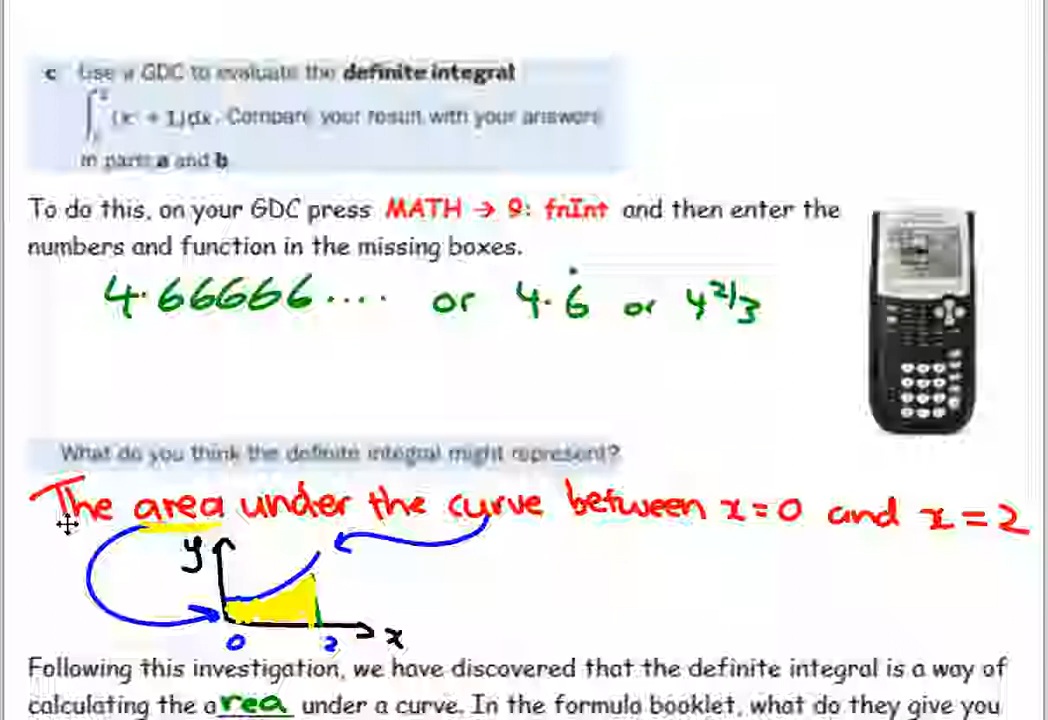 c Use a GDC to evaluate the definite integral
∫ (x + 1)dx. Compare your result with your answers
in parts a and b
To do this, on your GDC press MATH → 9: fnInt and then enter the
numbers and function in the missing boxes.
4.66666.... or 4.6̇ or 4 2/3
What do you think the definite integral might represent?
The area under the curve between x=0 and x=2
y
x
0 2
Following this investigation, we have discovered that the definite integral is a way of
calculating the area under a curve. In the formula booklet, what do they give you